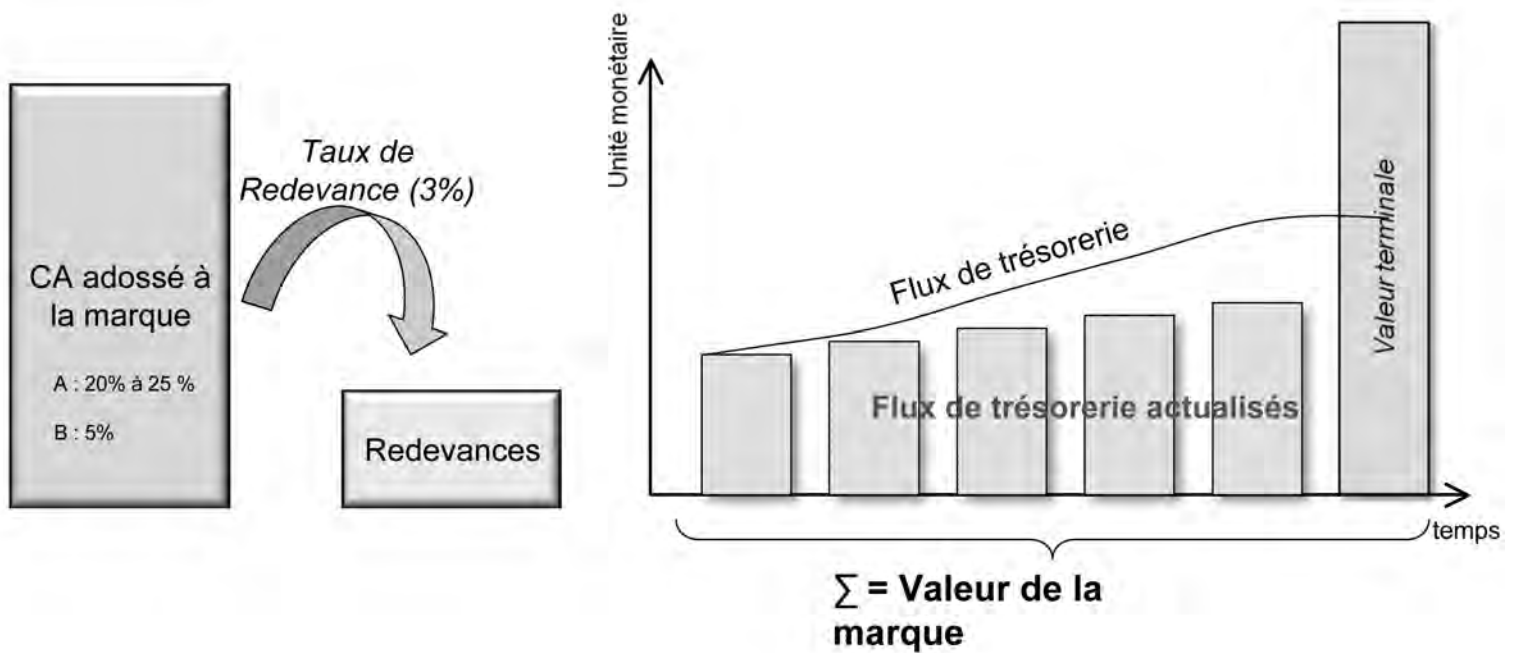 Taux de
Redevance (3%)
CA adossé à
la marque
A : 20% à 25 %
B : 5%
Redevances
Unité monétaire
Flux de trésorerie
Valeur terminale
Flux de trésorerie actualisés
temps
∑ = Valeur de la
marque